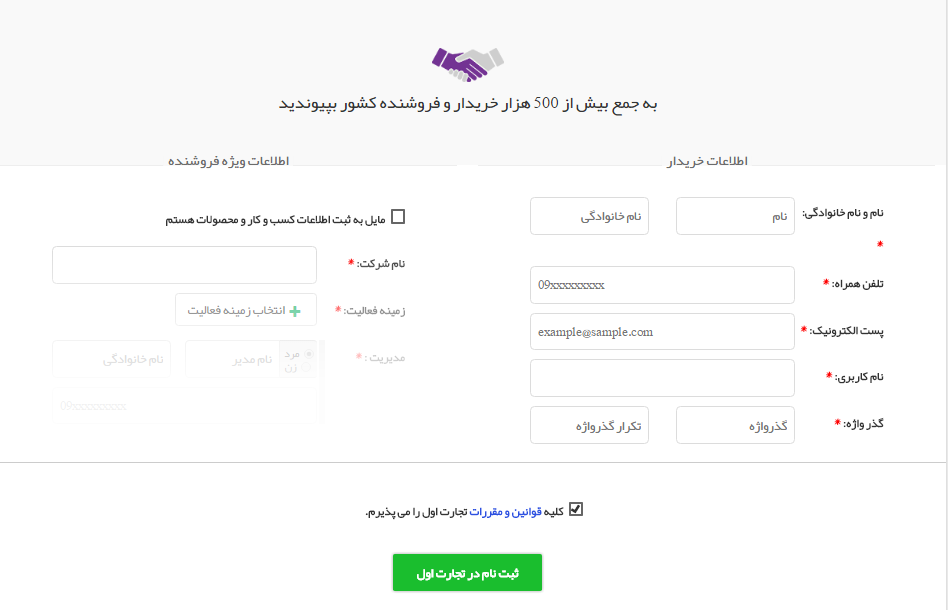 به جمع بیش از 500 هزار خریدار و فروشنده کشور بپیوندید
اطلاعات خریدار
نام و نام خانوادگی:
*
نام
نام خانوادگی
تلفن همراه: *
09xxxxxxxxx
پست الکترونیک: *
example@sample.com
نام کاربری: *
گذر واژه: *
گذرواژه
تکرار گذرواژه
اطلاعات ویژه فروشنده
مایل به ثبت اطلاعات کسب و کار و محصولات هستم
نام شرکت: *
زمینه فعالیت: *
+ انتخاب زمینه فعالیت
مدیریت : *
مرد
زن
نام مدیر
نام خانوادگی
09xxxxxxxxx
کلیه قوانین و مقررات تجارت اول را می پذیرم.
ثبت نام در تجارت اول